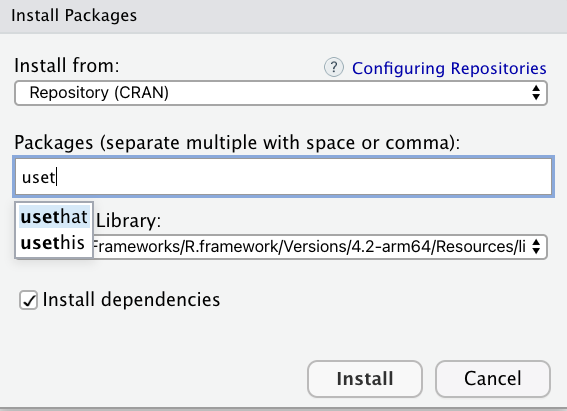 Install Packages
Install from:
? Configuring Repositories
Repository (CRAN)
Packages (separate multiple with space or comma):
uset
usethat
usethis
Library:
Frameworks/R.framework/Versions/4.2-arm64/Resources/li
Install dependencies
Install
Cancel